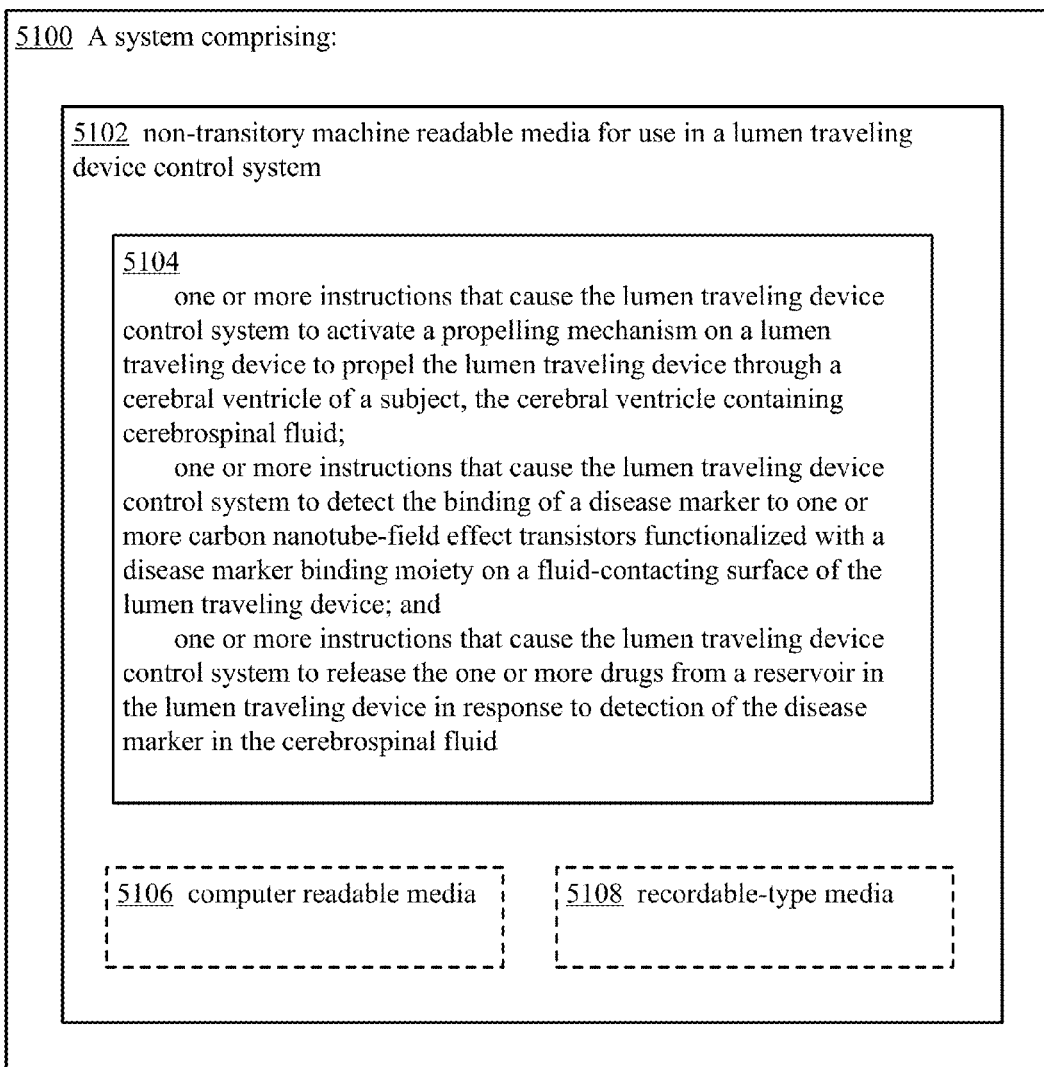 5100 A system comprising:
5102 non-transitory machine readable media for use in a lumen traveling
device control system
5104
one or more instructions that cause the lumen traveling device
control system to activate a propelling mechanism on a lumen
traveling device to propel the lumen traveling device through a
cerebral ventricle of a subject, the cerebral ventricle containing
cerebrospinal fluid;
one or more instructions that cause the lumen traveling device
control system to detect the binding of a disease marker to one or
more carbon nanotube-field effect transistors functionalized with a
disease marker binding moiety on a fluid-contacting surface of the
lumen traveling device; and
one or more instructions that cause the lumen traveling device
control system to release the one or more drugs from a reservoir in
the lumen traveling device in response to detection of the disease
marker in the cerebrospinal fluid
5106 computer readable media
5108 recordable-type media